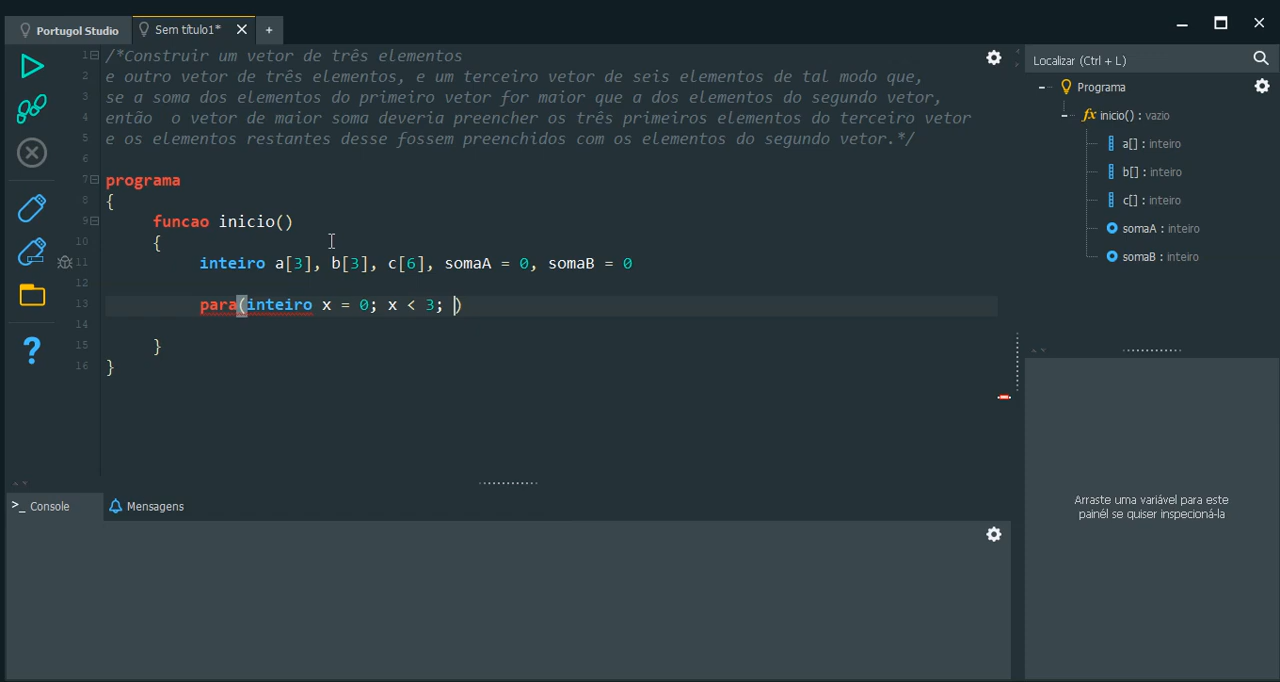 Portugol Studio
Sem título1*
+
Localizar (Ctrl + L)
1 /*Construir um vetor de três elementos
2 e outro vetor de três elementos, e um terceiro vetor de seis elementos de tal modo que,
3 se a soma dos elementos do primeiro vetor for maior que a dos elementos do segundo vetor,
4 então  o vetor de maior soma deveria preencher os três primeiros elementos do terceiro vetor
5 e os elementos restantes desse fossem preenchidos com os elementos do segundo vetor.*/
6
7 programa
8 {
9 funcao inicio()
10 {
11 inteiro a[3], b[3], c[6], somaA = 0, somaB = 0
12
13 para(inteiro x = 0; x < 3; )
14
15 }
16 }
Programa
fx inicio() : vazio
a[] : inteiro
b[] : inteiro
c[] : inteiro
somaA : inteiro
somaB : inteiro
>_ Console
Mensagens
Arraste uma variável para este
painél se quiser inspecioná-la